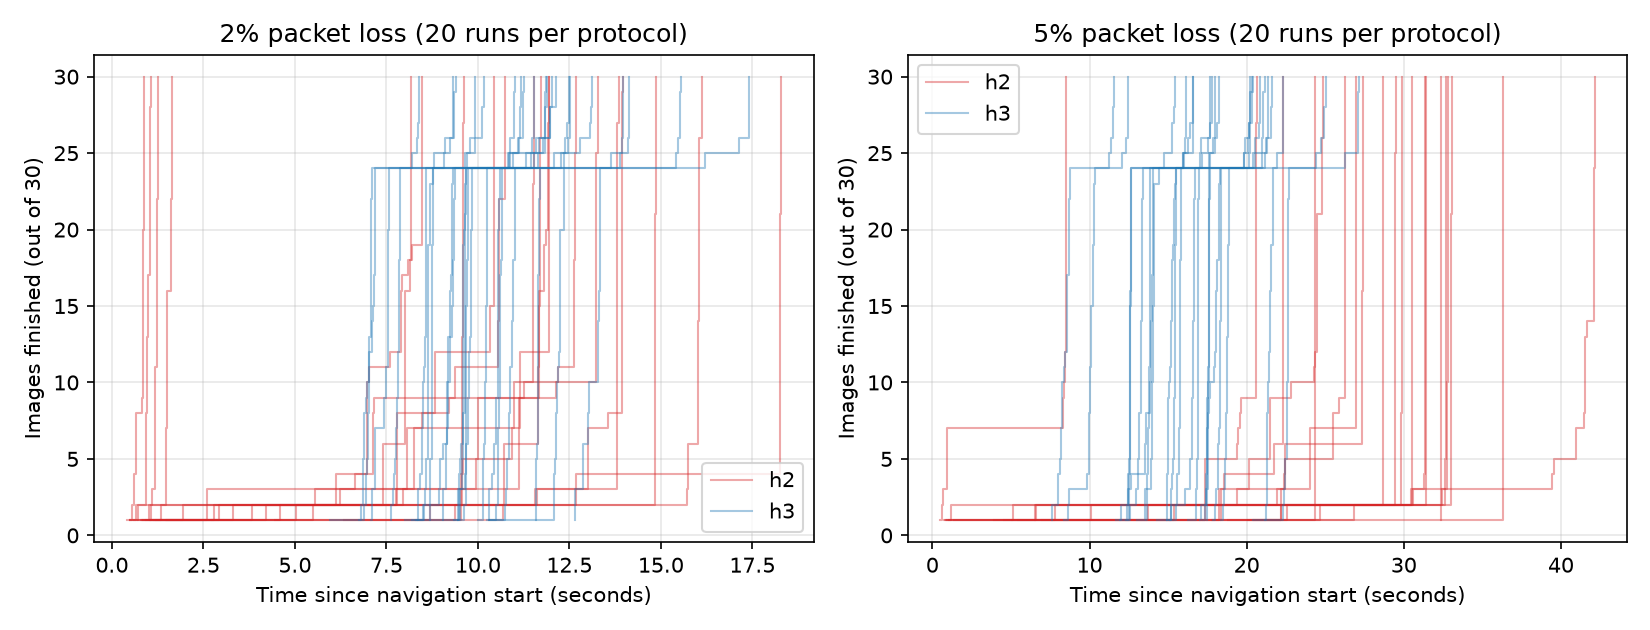 2% packet loss (20 runs per protocol)
Images finished (out of 30)
30
25
20
15
10
5
0
h2
h3
0.0 2.5 5.0 7.5 10.0 12.5 15.0 17.5
Time since navigation start (seconds)
5% packet loss (20 runs per protocol)
Images finished (out of 30)
30
25
20
15
10
5
0
h2
h3
0 10 20 30 40
Time since navigation start (seconds)